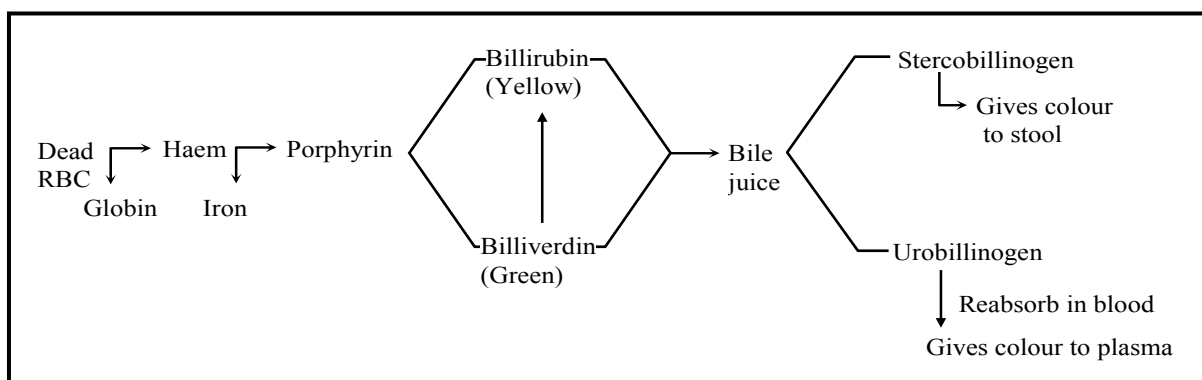 Dead
RBC
Globin
Haem
Iron
Porphyrin
Billirubin
(Yellow)
Billiverdin
(Green)
Bile
juice
Stercobillinogen
Gives colour
to stool
Urobillinogen
Reabsorb in blood
Gives colour to plasma